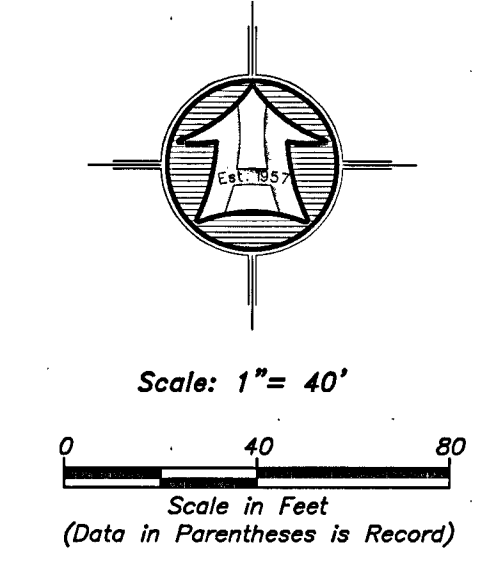 Est. 1957
Scale: 1"= 40'
0 40 80
Scale in Feet
(Data in Parentheses is Record)